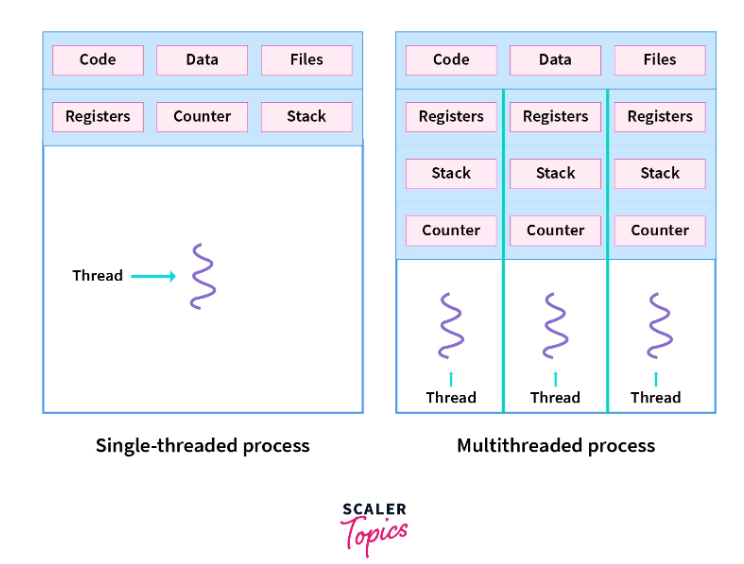 Code Data Files
Registers Counter Stack
Thread
Single-threaded process
Code Data Files
Registers Registers Registers
Stack Stack Stack
Counter Counter Counter
Thread Thread Thread
Multithreaded process
SCALER
Topics